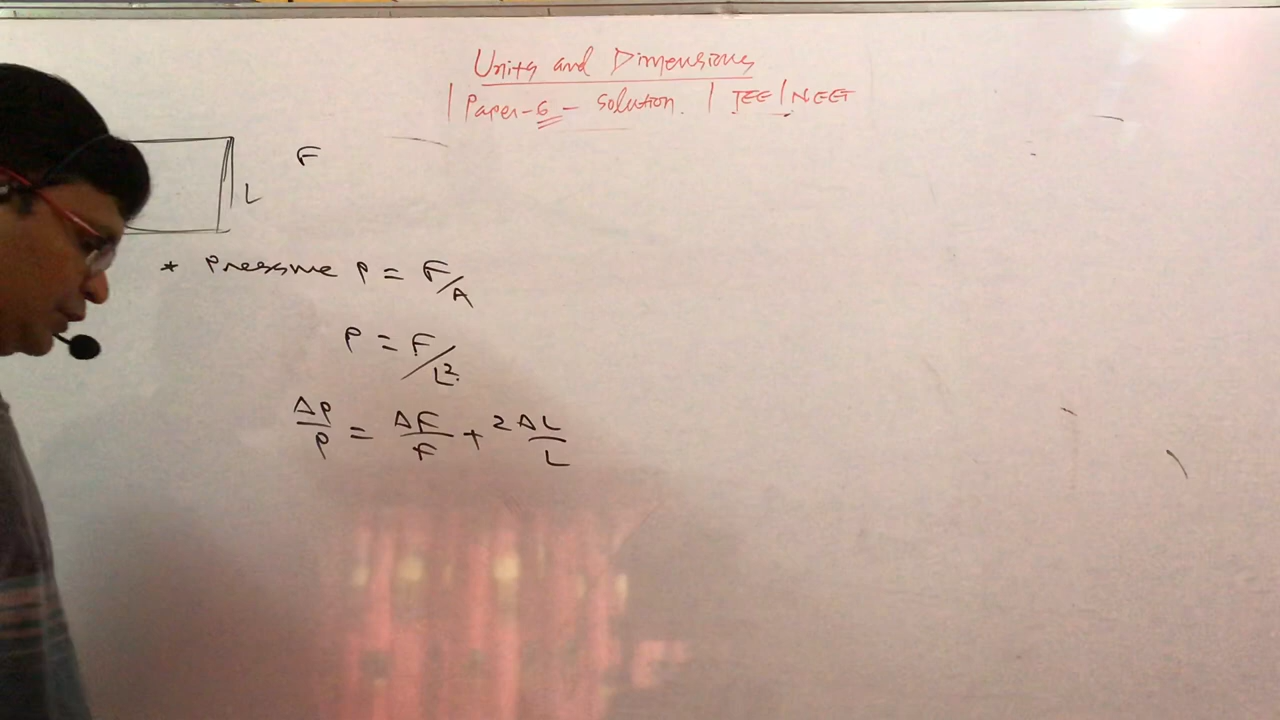 Units and Dimensions
| Paper-6 - Solution. | JEE | NEET
F
L
* Pressure P = F/A
P = F/L²
ΔP/P = ΔF/F + 2ΔL/L